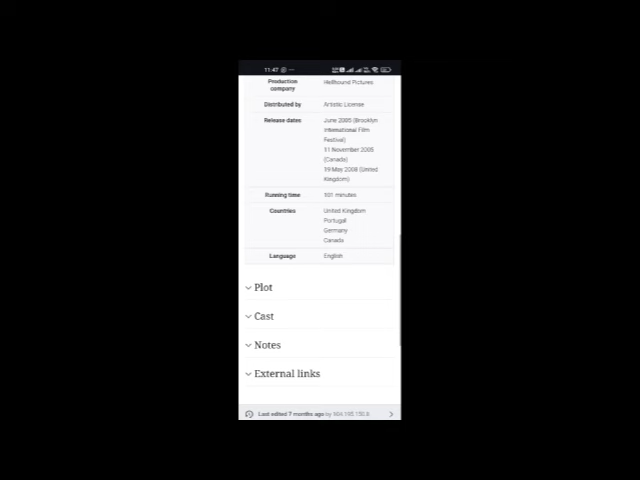 11:47
Production company Hellhound Pictures
Distributed by Artistic License
Release dates June 2005 (Brooklyn
International Film
Festival)
11 November 2005
(Canada)
19 May 2008 (United
Kingdom)
Running time 101 minutes
Countries United Kingdom
Portugal
Germany
Canada
Language English
Plot
Cast
Notes
External links
Last edited 7 months ago by